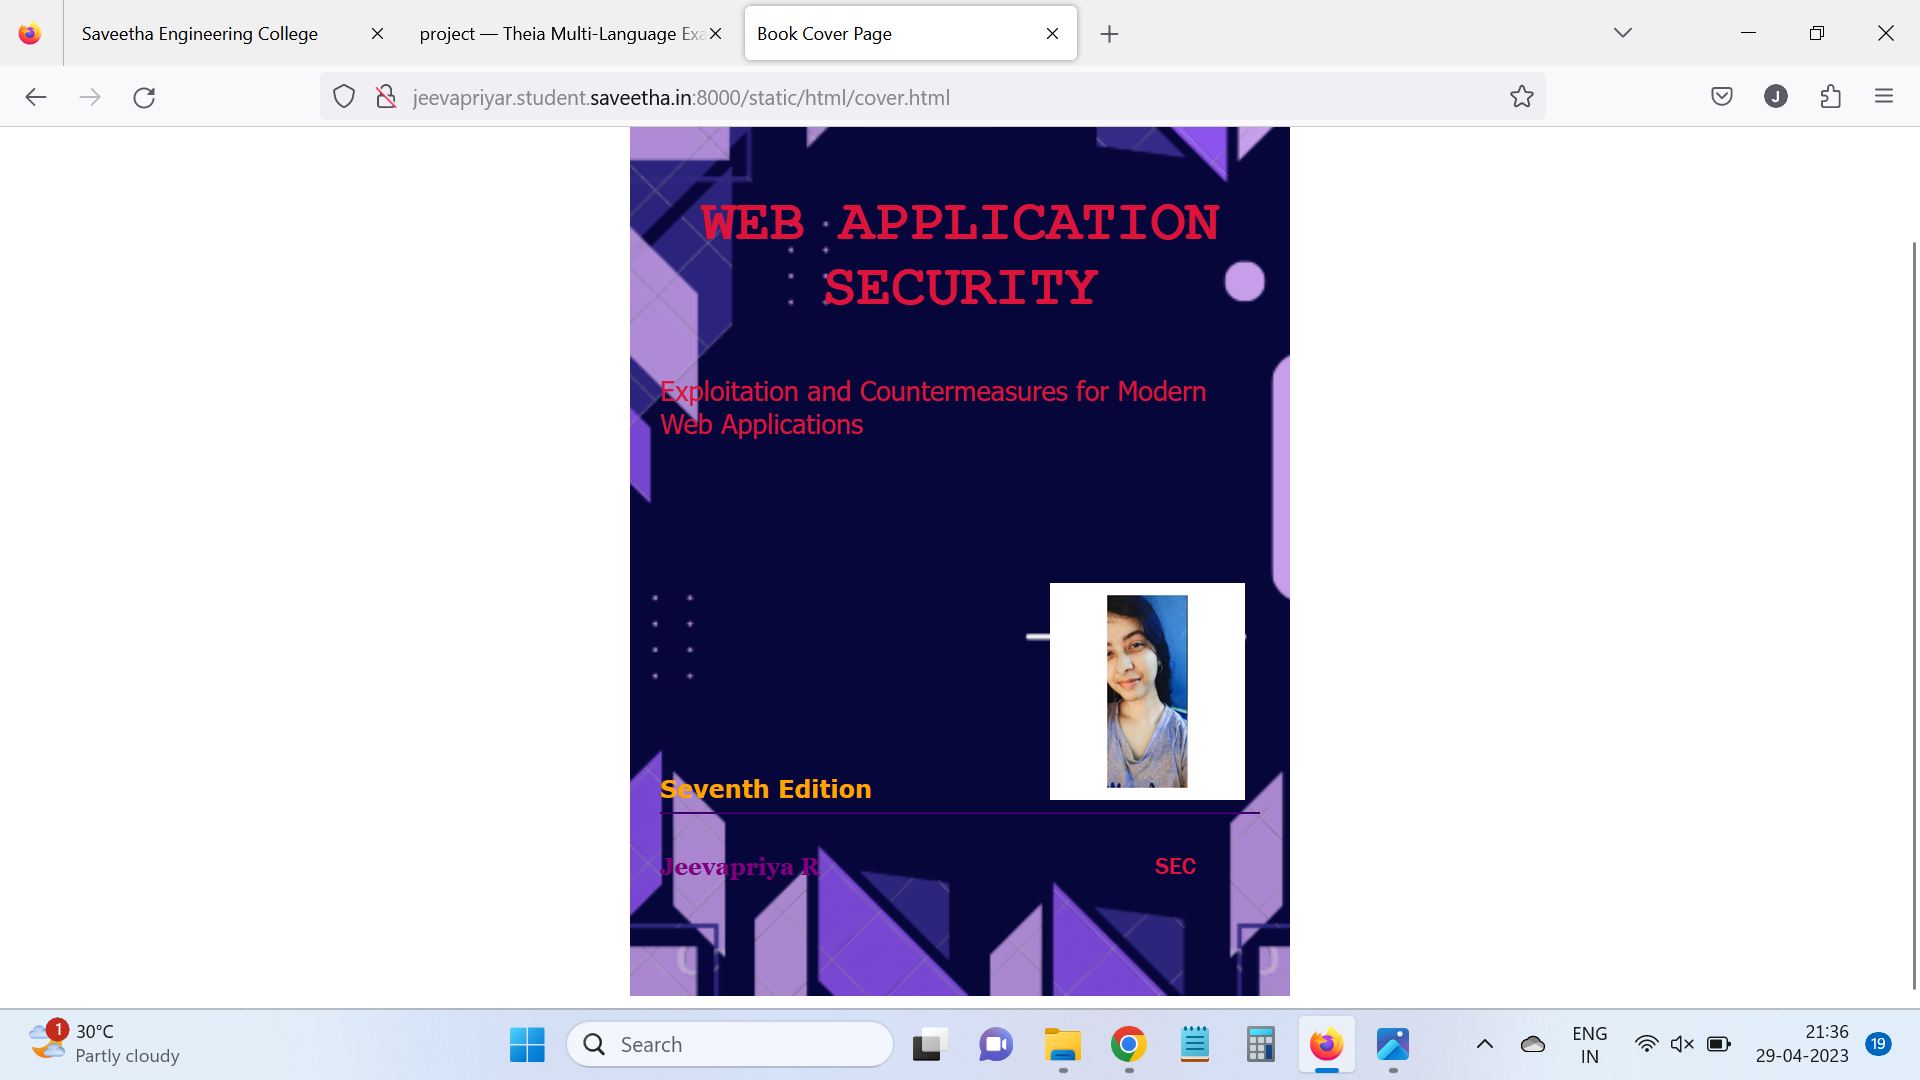 Saveetha Engineering College
project — Theia Multi-Language Exa
Book Cover Page
jeevapriyar.student.saveetha.in:8000/static/html/cover.html
J
WEB APPLICATION
SECURITY
Exploitation and Countermeasures for Modern
Web Applications
Seventh Edition
Jeevapriya R
SEC
1
30°C
Partly cloudy
Search
ENG
IN
21:36
29-04-2023
19